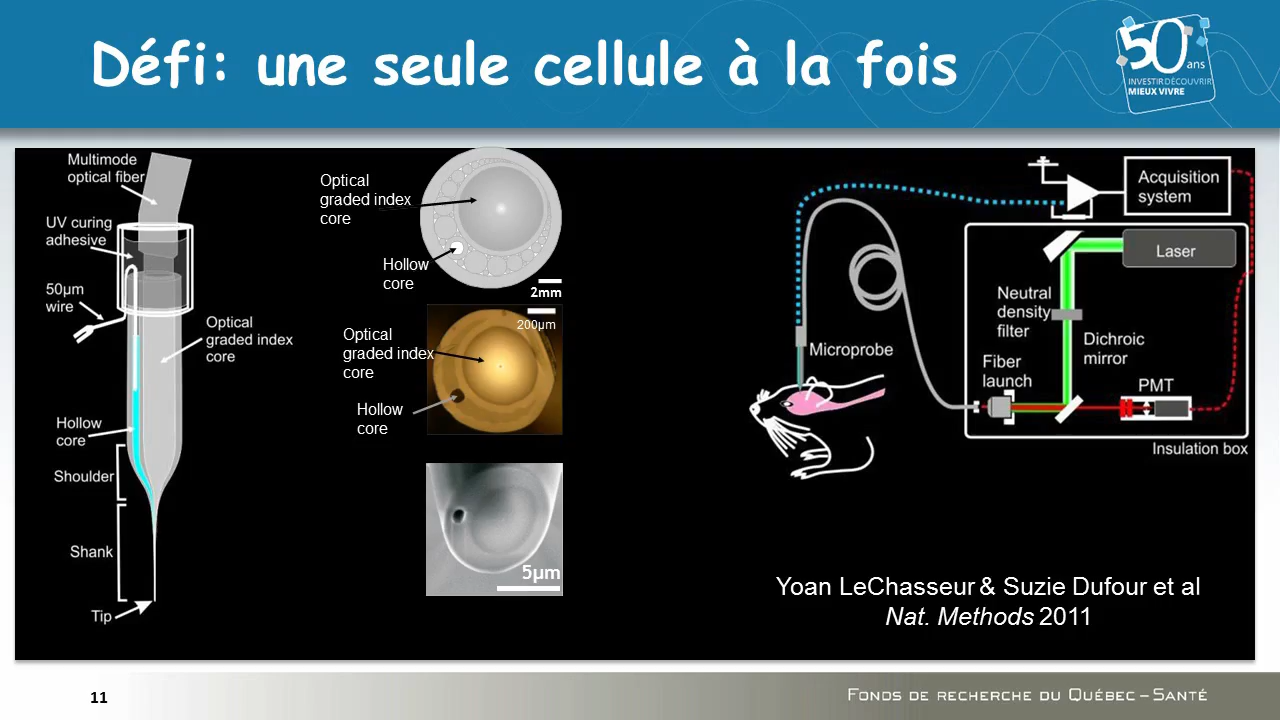 Défi: une seule cellule à la fois
50 ans
INVESTIR DÉCOUVRIR
MIEUX VIVRE
Multimode
optical fiber
UV curing
adhesive
50µm
wire
Optical
graded index
core
Hollow
core
Shoulder
Shank
Tip
Optical
graded index
core
Hollow
core
2mm
200µm
Optical
graded index
core
Hollow
core
5µm
Acquisition
system
Laser
Neutral
density
filter
Dichroic
mirror
Microprobe
Fiber
launch
PMT
Insulation box
Yoan LeChasseur & Suzie Dufour et al
Nat. Methods 2011
11
FONDS DE RECHERCHE DU QUÉBEC – SANTÉ